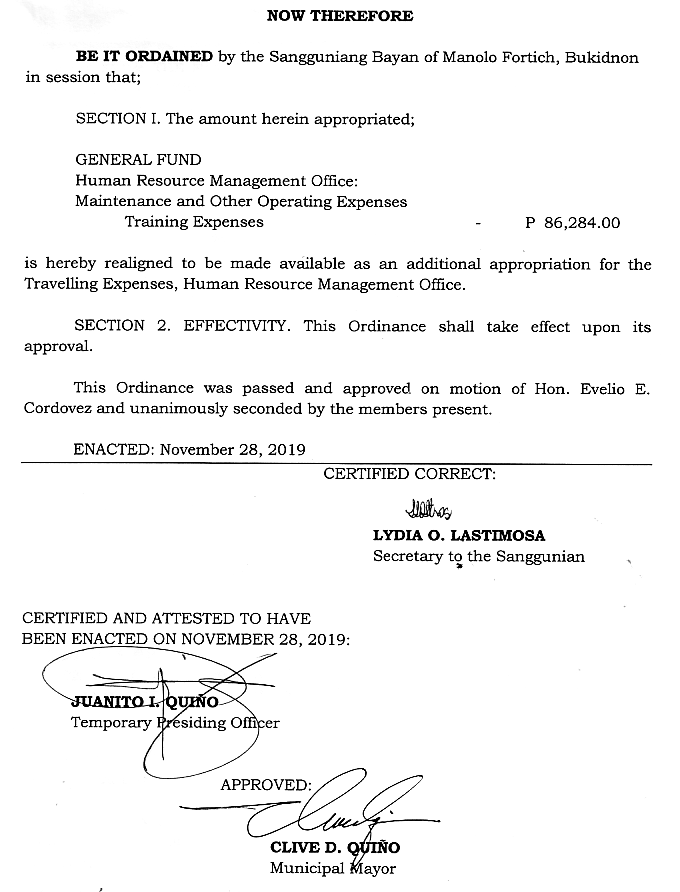 NOW THEREFORE
BE IT ORDAINED by the Sangguniang Bayan of Manolo Fortich, Bukidnon
in session that;
SECTION I. The amount herein appropriated;
GENERAL FUND
Human Resource Management Office:
Maintenance and Other Operating Expenses
Training Expenses - P 86,284.00
is hereby realigned to be made available as an additional appropriation for the
Travelling Expenses, Human Resource Management Office.
SECTION 2. EFFECTIVITY. This Ordinance shall take effect upon its
approval.
This Ordinance was passed and approved on motion of Hon. Evelio E.
Cordovez and unanimously seconded by the members present.
ENACTED: November 28, 2019
CERTIFIED CORRECT:
LYDIA O. LASTIMOSA
Secretary to the Sanggunian
CERTIFIED AND ATTESTED TO HAVE
BEEN ENACTED ON NOVEMBER 28, 2019:
JUANITO I. QUIÑO
Temporary Presiding Officer
APPROVED:
CLIVE D. QUIÑO
Municipal Mayor